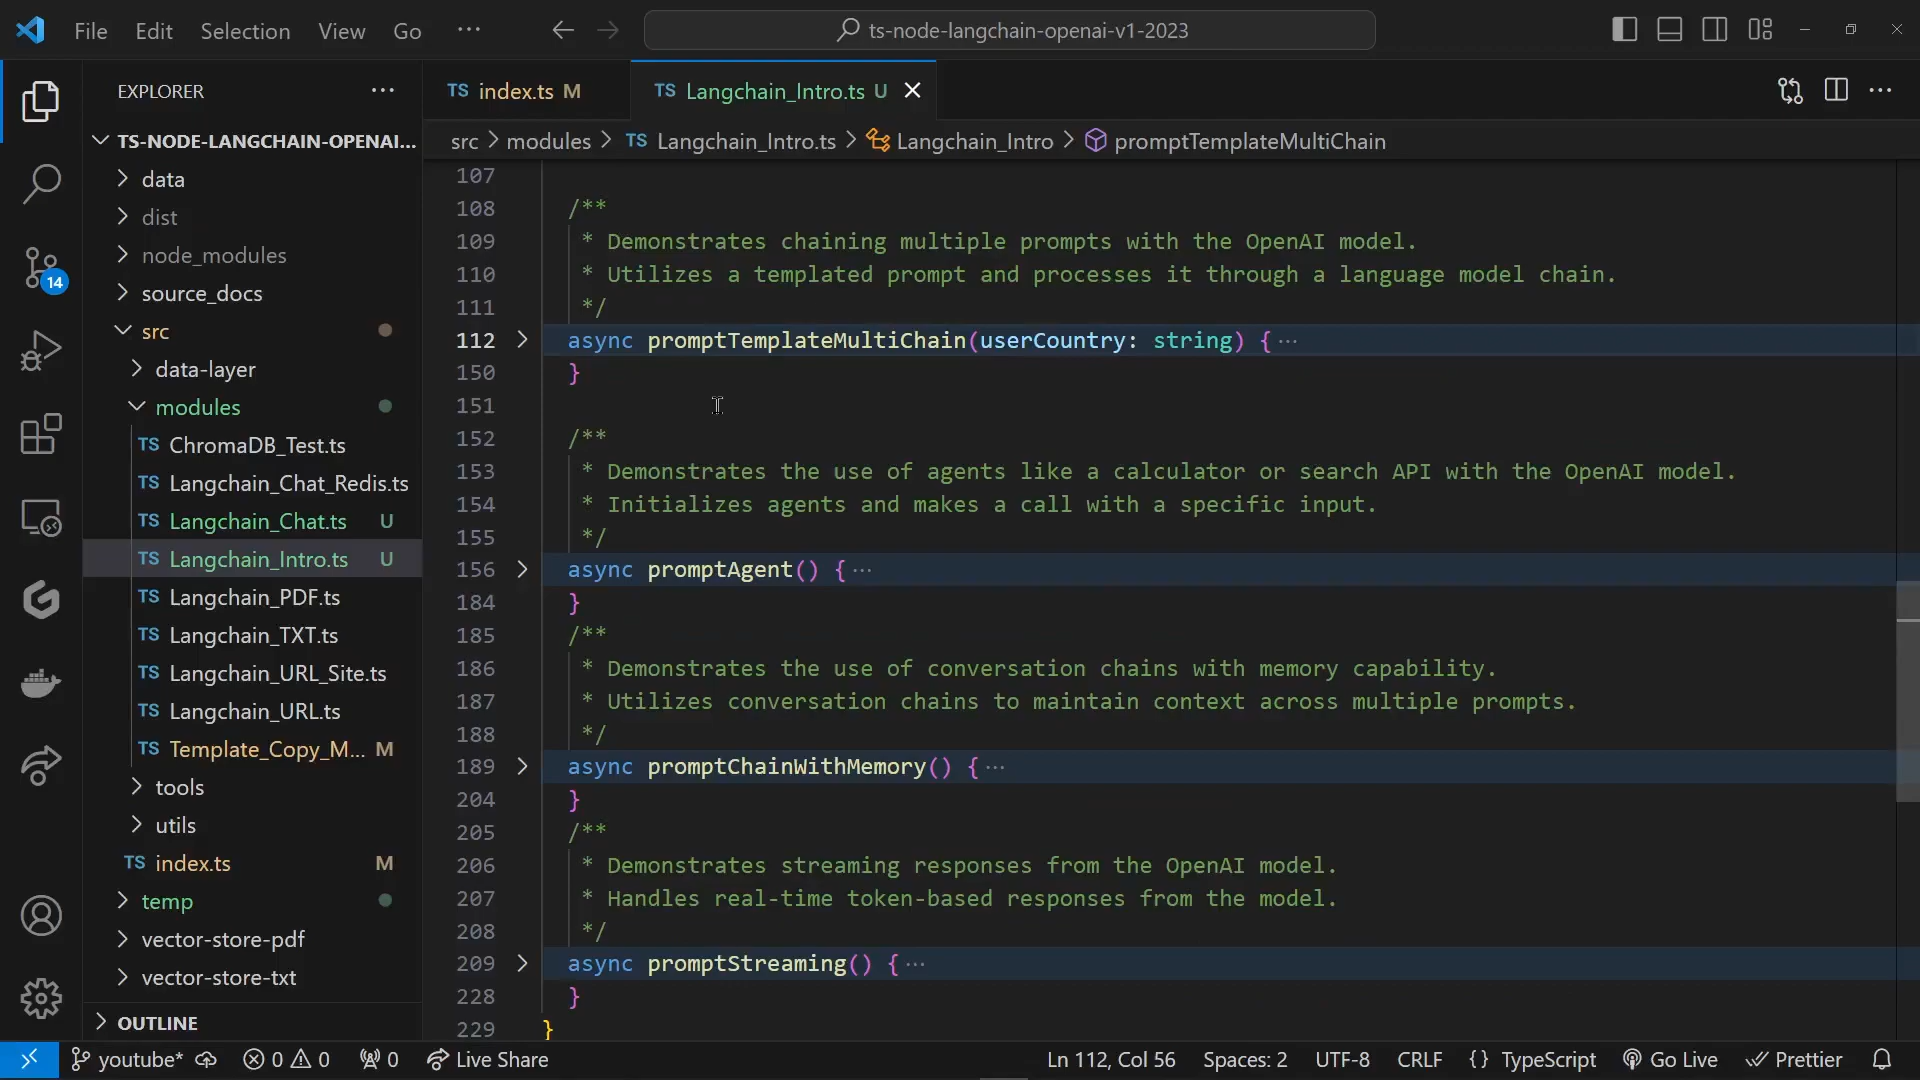 File Edit Selection View Go ···
ts-node-langchain-openai-v1-2023
EXPLORER ···
TS-NODE-LANGCHAIN-OPENAI...
data
dist
node_modules
source_docs
src
data-layer
modules
TS ChromaDB_Test.ts
TS Langchain_Chat_Redis.ts
TS Langchain_Chat.ts U
TS Langchain_Intro.ts U
TS Langchain_PDF.ts
TS Langchain_TXT.ts
TS Langchain_URL_Site.ts
TS Langchain_URL.ts
TS Template_Copy_M... M
tools
utils
TS index.ts M
temp
vector-store-pdf
vector-store-txt
OUTLINE
14
TS index.ts M TS Langchain_Intro.ts U
src > modules > TS Langchain_Intro.ts > Langchain_Intro > promptTemplateMultiChain
107
108 /**
109 * Demonstrates chaining multiple prompts with the OpenAI model.
110 * Utilizes a templated prompt and processes it through a language model chain.
111 */
112 async promptTemplateMultiChain(userCountry: string) { ···
150 }
151
152 /**
153 * Demonstrates the use of agents like a calculator or search API with the OpenAI model.
154 * Initializes agents and makes a call with a specific input.
155 */
156 async promptAgent() { ···
184 }
185 /**
186 * Demonstrates the use of conversation chains with memory capability.
187 * Utilizes conversation chains to maintain context across multiple prompts.
188 */
189 async promptChainWithMemory() { ···
204 }
205 /**
206 * Demonstrates streaming responses from the OpenAI model.
207 * Handles real-time token-based responses from the model.
208 */
209 async promptStreaming() { ···
228 }
229 }
youtube* 0 0 0 Live Share Ln 112, Col 56 Spaces: 2 UTF-8 CRLF {} TypeScript Go Live Prettier